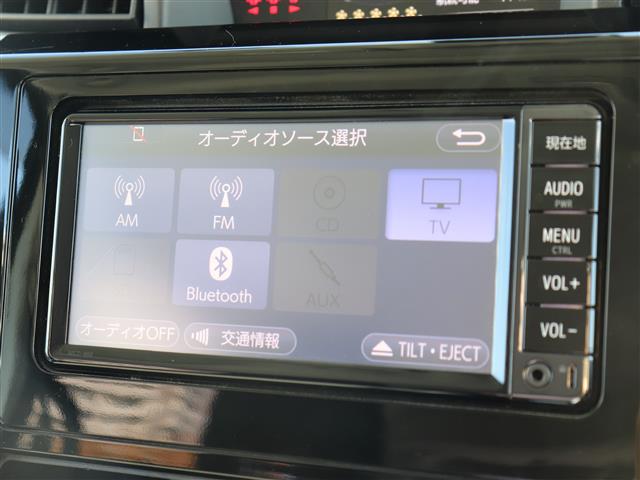 オーディオソース選択
現在地
AM
FM
CD
TV
AUDIO
PWR
MENU
CTRL
Bluetooth
AUX
VOL+
オーディオOFF
交通情報
TILT・EJECT
VOL-